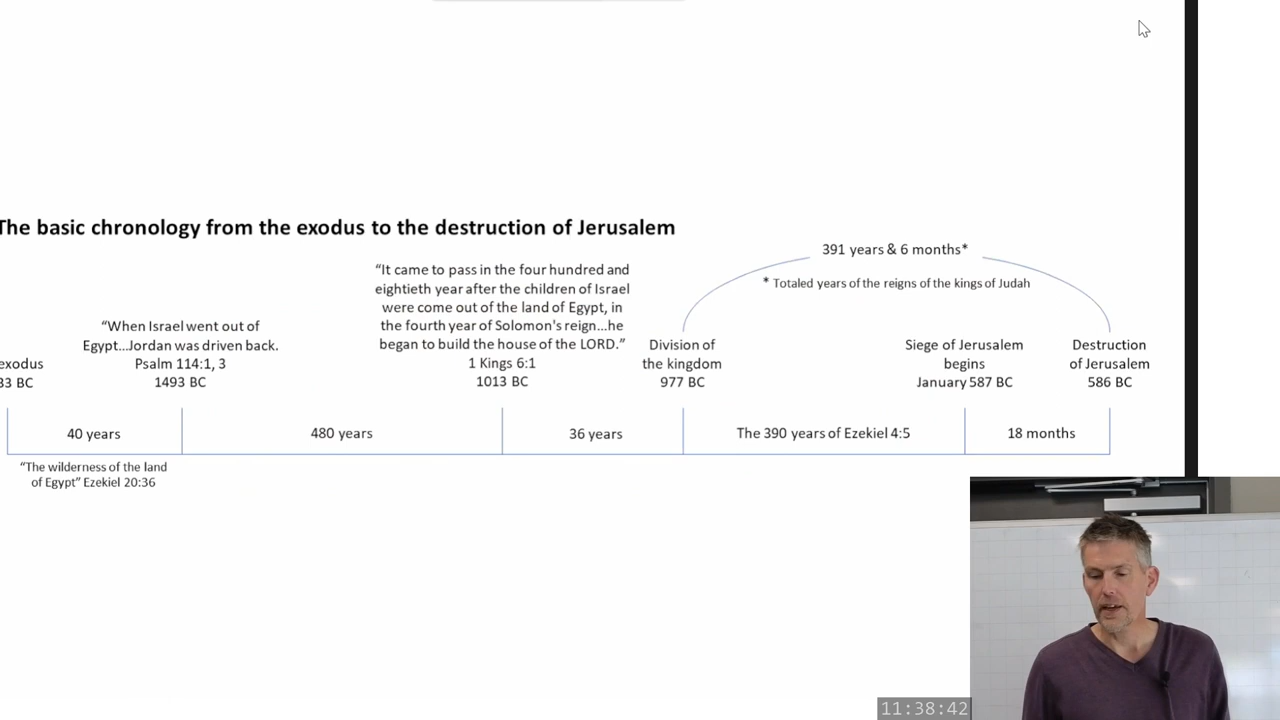 The basic chronology from the exodus to the destruction of Jerusalem
391 years & 6 months*
* Totaled years of the reigns of the kings of Judah
exodus
33 BC
“When Israel went out of
Egypt...Jordan was driven back.
Psalm 114:1, 3
1493 BC
“It came to pass in the four hundred and
eightieth year after the children of Israel
were come out of the land of Egypt, in
the fourth year of Solomon's reign...he
began to build the house of the LORD.”
1 Kings 6:1
1013 BC
Division of
the kingdom
977 BC
Siege of Jerusalem
begins
January 587 BC
Destruction
of Jerusalem
586 BC
40 years
480 years
36 years
The 390 years of Ezekiel 4:5
18 months
“The wilderness of the land
of Egypt” Ezekiel 20:36
11:38:42